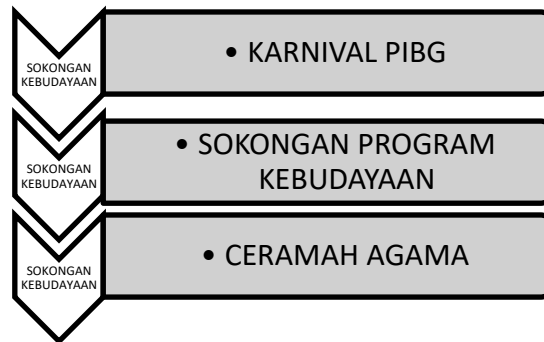 SOKONGAN
KEBUDAYAAN
• KARNIVAL PIBG
SOKONGAN
KEBUDAYAAN
• SOKONGAN PROGRAM
KEBUDAYAAN
SOKONGAN
KEBUDAYAAN
• CERAMAH AGAMA